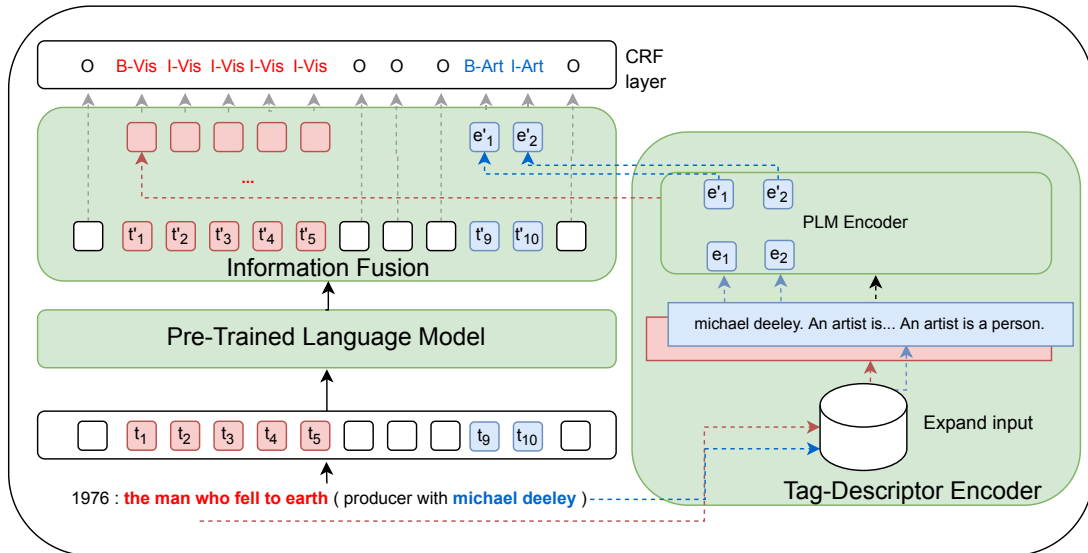 O B-Vis I-Vis I-Vis I-Vis I-Vis O O O B-Art I-Art O
CRF
layer
e'1 e'2
...
t'1 t'2 t'3 t'4 t'5 t'9 t'10
Information Fusion
Pre-Trained Language Model
t1 t2 t3 t4 t5 t9 t10
1976 : the man who fell to earth ( producer with michael deeley )
e'1 e'2
PLM Encoder
e1 e2
michael deeley. An artist is... An artist is a person.
Expand input
Tag-Descriptor Encoder